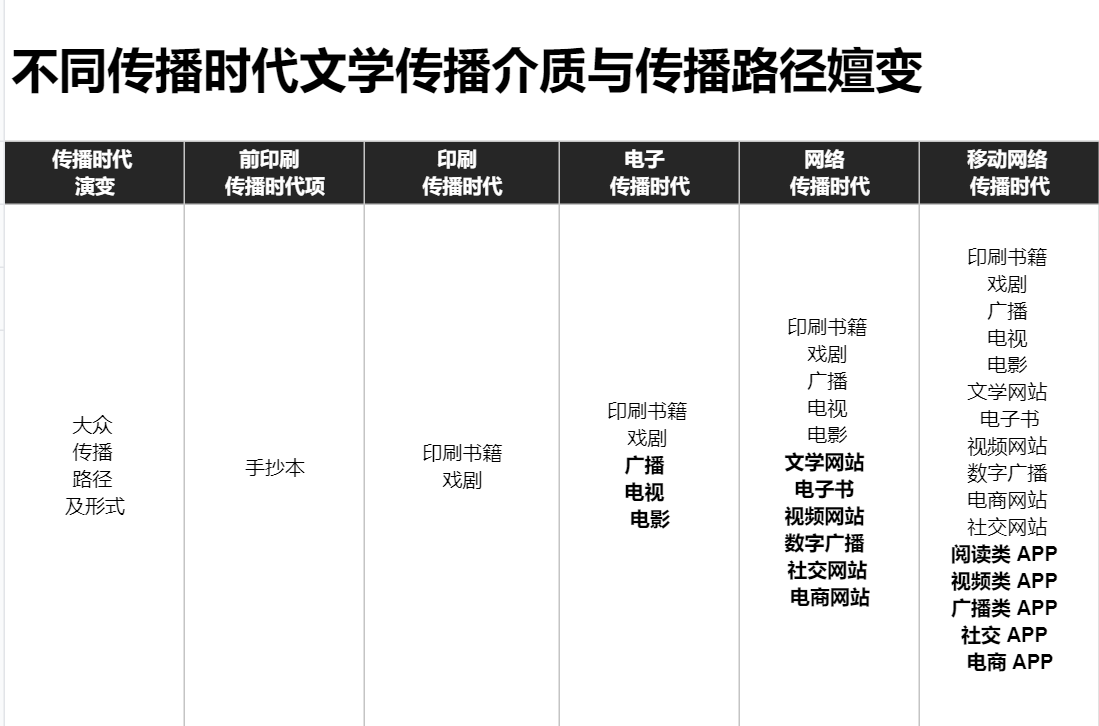 不同传播时代文学传播介质与传播路径嬗变
传播时代
演变
前印刷
传播时代项
印刷
传播时代
电子
传播时代
网络
传播时代
移动网络
传播时代
大众
传播
路径
及形式
手抄本
印刷书籍
戏剧
印刷书籍
戏剧
广播
电视
电影
印刷书籍
戏剧
广播
电视
电影
文学网站
电子书
视频网站
数字广播
社交网站
电商网站
印刷书籍
戏剧
广播
电视
电影
文学网站
电子书
视频网站
数字广播
电商网站
社交网站
阅读类 APP
视频类 APP
广播类 APP
社交 APP
电商 APP